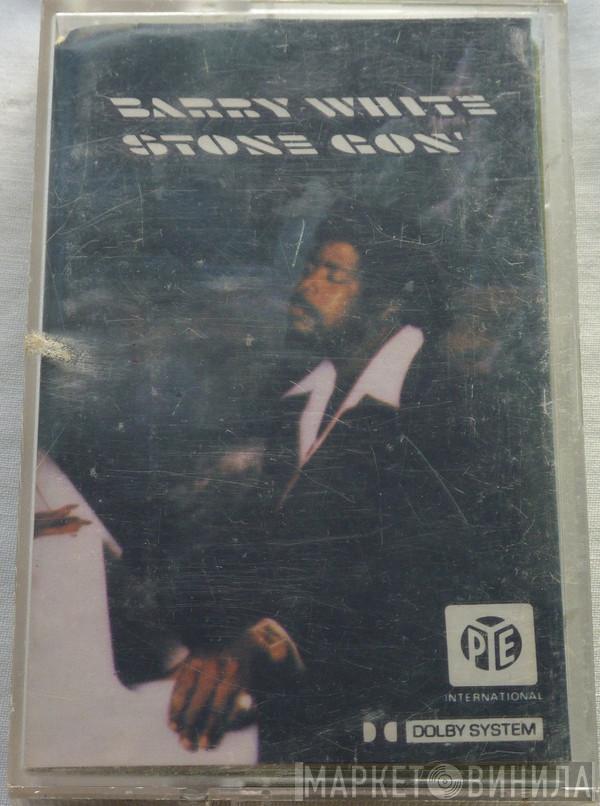 BARRY WHITE
STONE GON'
PYE
INTERNATIONAL
DOLBY SYSTEM
МАРКЕТ ВИНИЛА